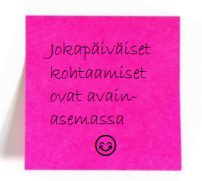 Jokapäiväiset
kohtaamiset
ovat avain-
asemassa